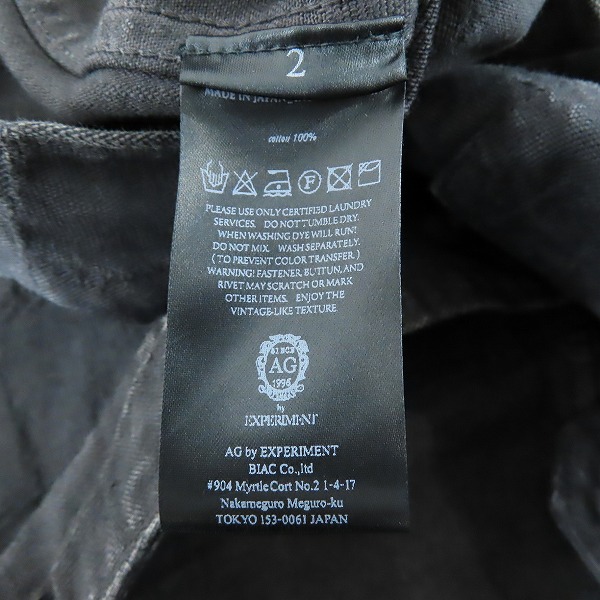 2
MADE IN JAPAN
cotton 100%
F
PLEASE USE ONLY CERTIFIED LAUNDRY
SERVICES. DO NOT TUMBLE DRY.
WHEN WASHING DYE WILL RUN!
DO NOT MIX. WASH SEPARATELY.
( TO PREVENT COLOR TRANSFER. )
WARNING! FASTENER, BUTTUN, AND
RIVET MAY SCRATCH OR MARK
OTHER ITEMS. ENJOY THE
VINTAGE-LIKE TEXTURE.
SINCE
AG
1996
by
EXPERIMENT
AG by EXPERIMENT
BIAC Co.,ltd
#904 MyrtleCort No.2 1-4-17
Nakameguro Meguro-ku
TOKYO 153-0061 JAPAN